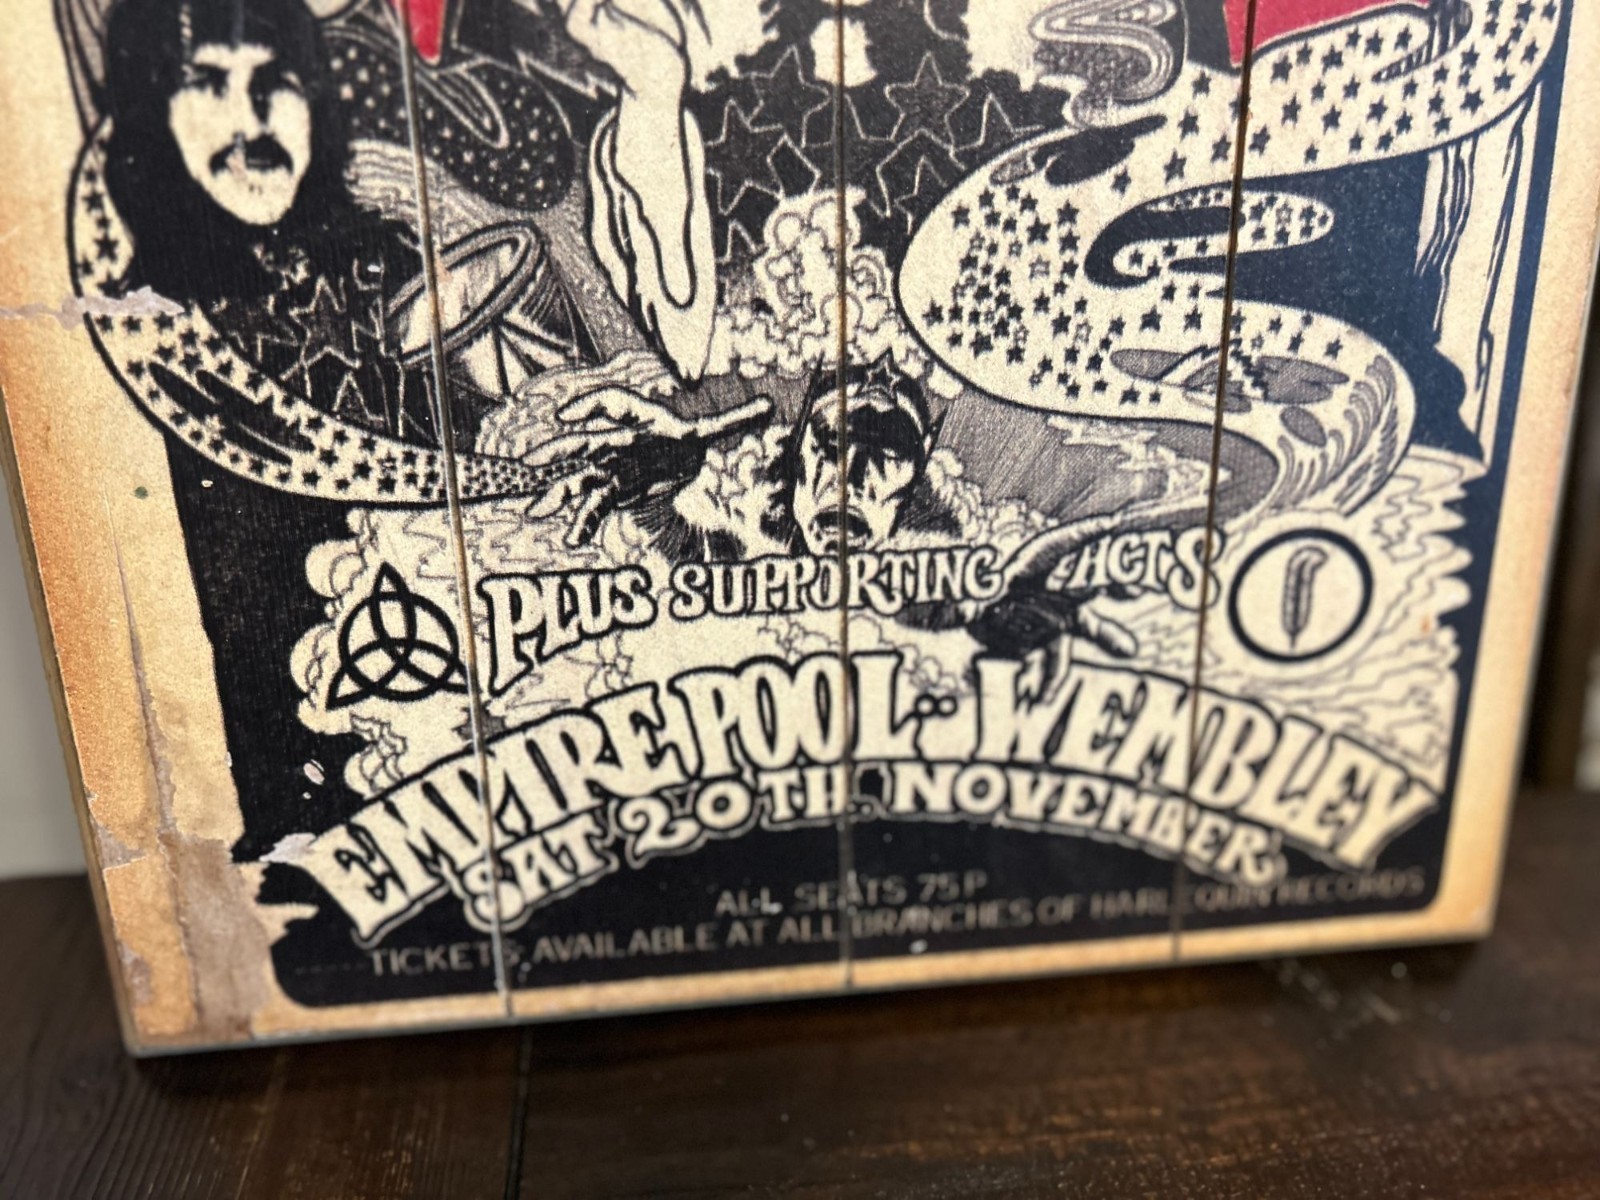 PLUS SUPPORTING ACTS
EMPIRE POOL: WEMBLEY
SAT 20TH NOVEMBER
ALL SEATS 75P
TICKETS AVAILABLE AT ALL BRANCHES OF HARLEQUIN RECORDS